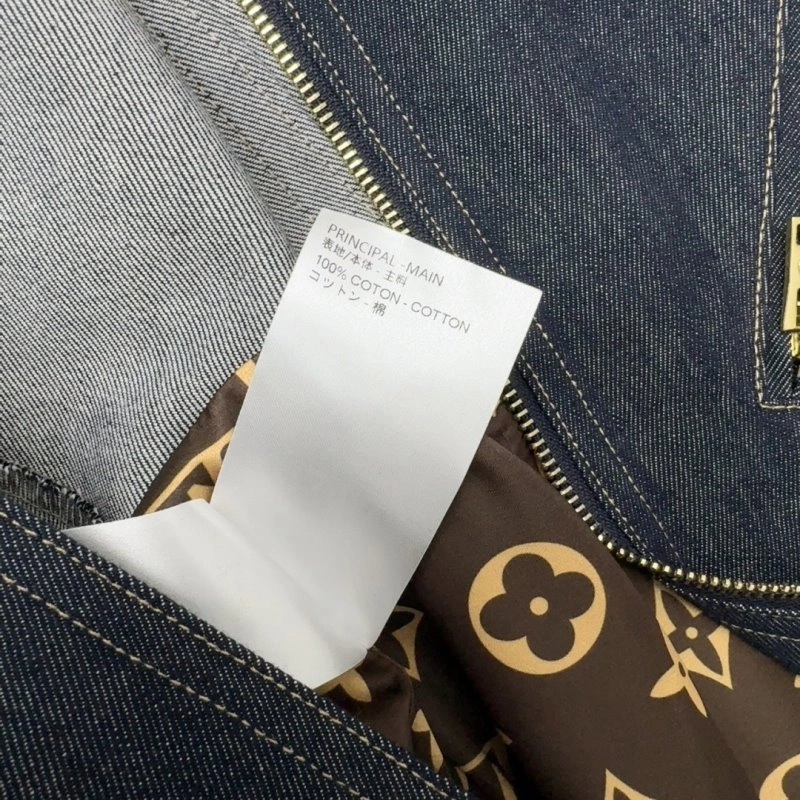 PRINCIPAL - MAIN
表地/本体 - 主料
100% COTON - COTTON
コットン - 棉